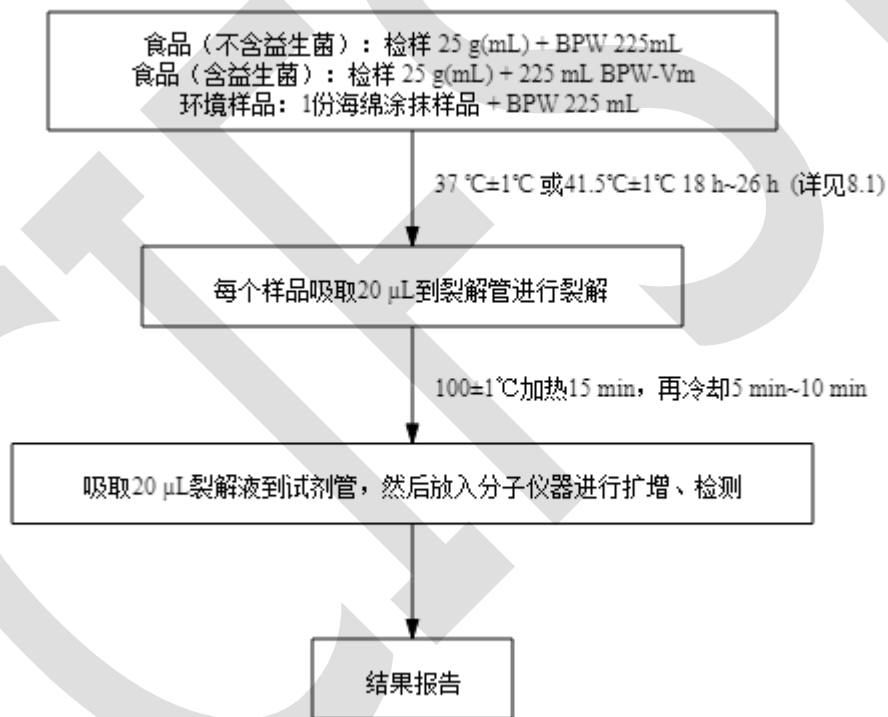 食品（不含益生菌）：检样 25 g(mL) + BPW 225mL
食品（含益生菌）：检样 25 g(mL) + 225 mL BPW-Vm
环境样品：1份海绵涂抹样品 + BPW 225 mL
37 ℃±1℃ 或41.5℃±1℃ 18 h~26 h (详见8.1)
每个样品吸取20 μL到裂解管进行裂解
100±1℃加热15 min，再冷却5 min~10 min
吸取20 μL裂解液到试剂管，然后放入分子仪器进行扩增、检测
结果报告